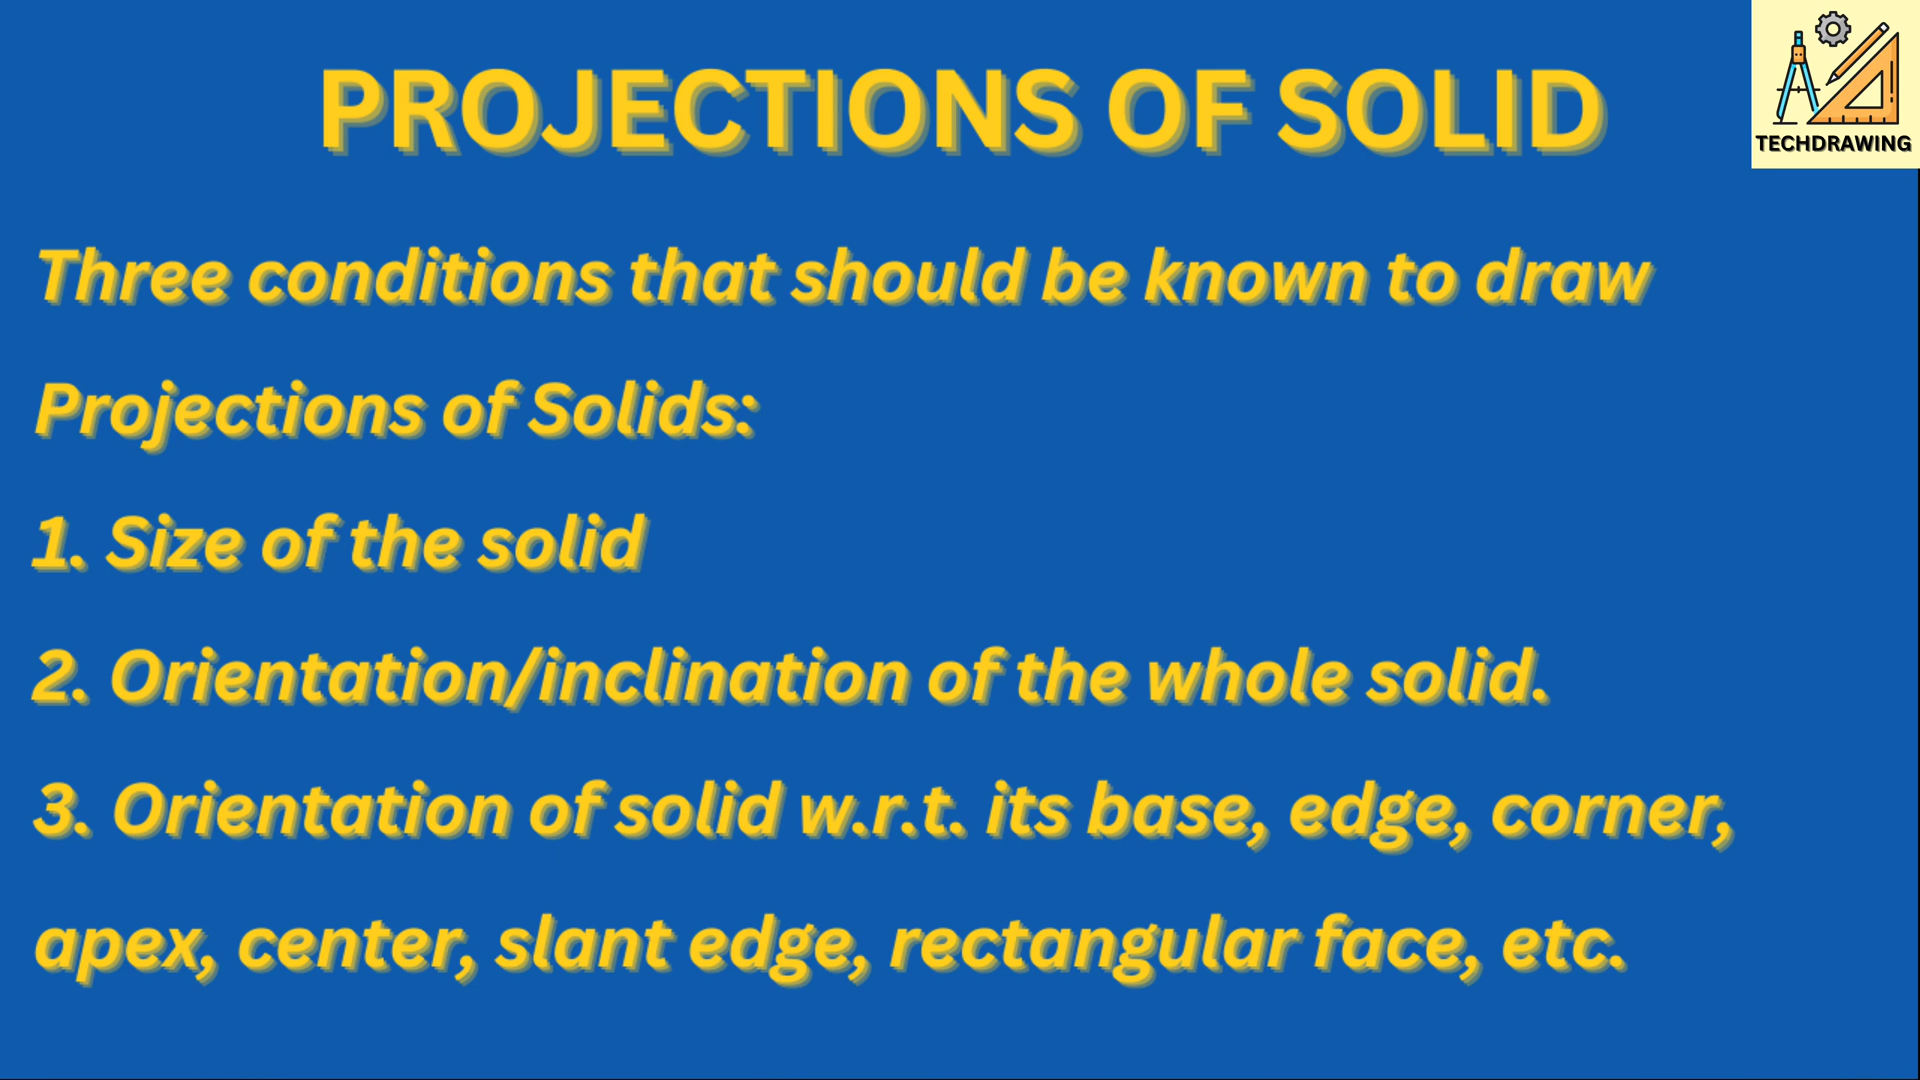 PROJECTIONS OF SOLID
TECHDRAWING
Three conditions that should be known to draw
Projections of Solids:
1. Size of the solid
2. Orientation/inclination of the whole solid.
3. Orientation of solid w.r.t. its base, edge, corner,
apex, center, slant edge, rectangular face, etc.